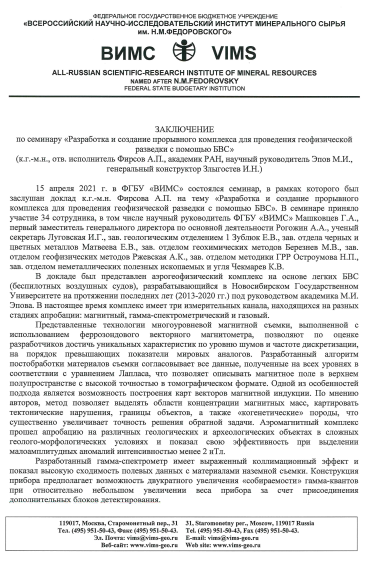 ФЕДЕРАЛЬНОЕ ГОСУДАРСТВЕННОЕ БЮДЖЕТНОЕ УЧРЕЖДЕНИЕ
«ВСЕРОССИЙСКИЙ НАУЧНО-ИССЛЕДОВАТЕЛЬСКИЙ ИНСТИТУТ МИНЕРАЛЬНОГО СЫРЬЯ
им. Н.М.ФЕДОРОВСКОГО»
ВИМС VIMS
ALL-RUSSIAN SCIENTIFIC-RESEARCH INSTITUTE OF MINERAL RESOURCES
NAMED AFTER N.M.FEDOROVSKY
FEDERAL STATE BUDGETARY INSTITUTION
ЗАКЛЮЧЕНИЕ
по семинару «Разработка и создание прорывного комплекса для проведения геофизической
разведки с помощью БВС»
(к.г.-м.н., отв. исполнитель Фирсов А.П., академик РАН, научный руководитель Эпов М.И.,
генеральный конструктор Злыгостев И.Н.)
15 апреля 2021 г. в ФГБУ «ВИМС» состоялся семинар, в рамках которого был
заслушан доклад к.г.-м.н. Фирсова А.П. на тему «Разработка и создание прорывного
комплекса для проведения геофизической разведки с помощью БВС». В семинаре приняло
участие 34 сотрудника, в том числе научный руководитель ФГБУ «ВИМС» Машковцев Г.А.,
первый заместитель генерального директора по основной деятельности Рогожин А.А., ученый
секретарь Луговская И.Г., зав. геологическим отделением 1 Зублюк Е.В., зав. отдела черных и
цветных металлов Матвеева Е.В., зав. отделом геохимических методов Березнев М.В., зав.
отделом геофизических методов Ржевская А.К., зав. отделом методики ГРР Остроумова Н.П.,
зав. отделом неметаллических полезных ископаемых и угля Чекмарев К.В.
В докладе был представлен аэрогеофизический комплекс на основе легких БВС
(беспилотных воздушных судов), разрабатывающийся в Новосибирском Государственном
Университете на протяжении последних лет (2013-2020 гг.) под руководством академика М.И.
Эпова. В настоящее время комплекс имеет три измерительных канала, находящихся на разных
стадиях апробации: магнитный, гамма-спектрометрический и газовый.
Представленные технологии многоуровневой магнитной съемки, выполненной с
использованием феррозондового векторного магнитометра, позволяют по оценке
разработчиков достичь уникальных характеристик по уровню шумов и частоте дискретизации,
на порядок превышающих показатели мировых аналогов. Разработанный алгоритм
постобработки материалов съемки согласовывает все данные, полученные на всех уровнях в
соответствии с уравнением Лапласа, что позволяет описывать магнитное поле в верхнем
полупространстве с высокой точностью в томографическом формате. Одной из особенностей
подхода является возможность построения карт векторов магнитной индукции. По мнению
авторов, метод позволяет выделять области концентрации магнитных масс, картировать
тектонические нарушения, границы объектов, а также «когенетические» породы, что
существенно увеличивает точность решения обратной задачи. Аэромагнитный комплекс
прошел апробацию на различных геологических и археологических объектах в сложных
геолого-морфологических условиях и показал свою эффективность при выделении
малоамплитудных аномалий интенсивностью менее 2 нТл.
Разработанный гамма-спектрометр имеет выраженный коллимационный эффект и
показал высокую сходимость полевых данных с материалами наземной съемки. Конструкция
прибора предполагает возможность двукратного увеличения «собираемости» гамма-квантов
при относительно небольшом увеличении веса прибора за счет присоединения
дополнительных блоков детектирования.
119017, Москва, Старомонетный пер., 31 31, Staromonetny per., Moscow, 119017 Russia
Тел. (495) 951-50-43, Факс. (495) 951-50-43 Tel. (495) 951-50-43, Fax. (495) 951-50-43.
Эл. Почта: vims@vims-geo.ru E-mail: vims@vims-geo.ru
Веб-сайт: www.vims-geo.ru Web site: www.vims-geo.ru